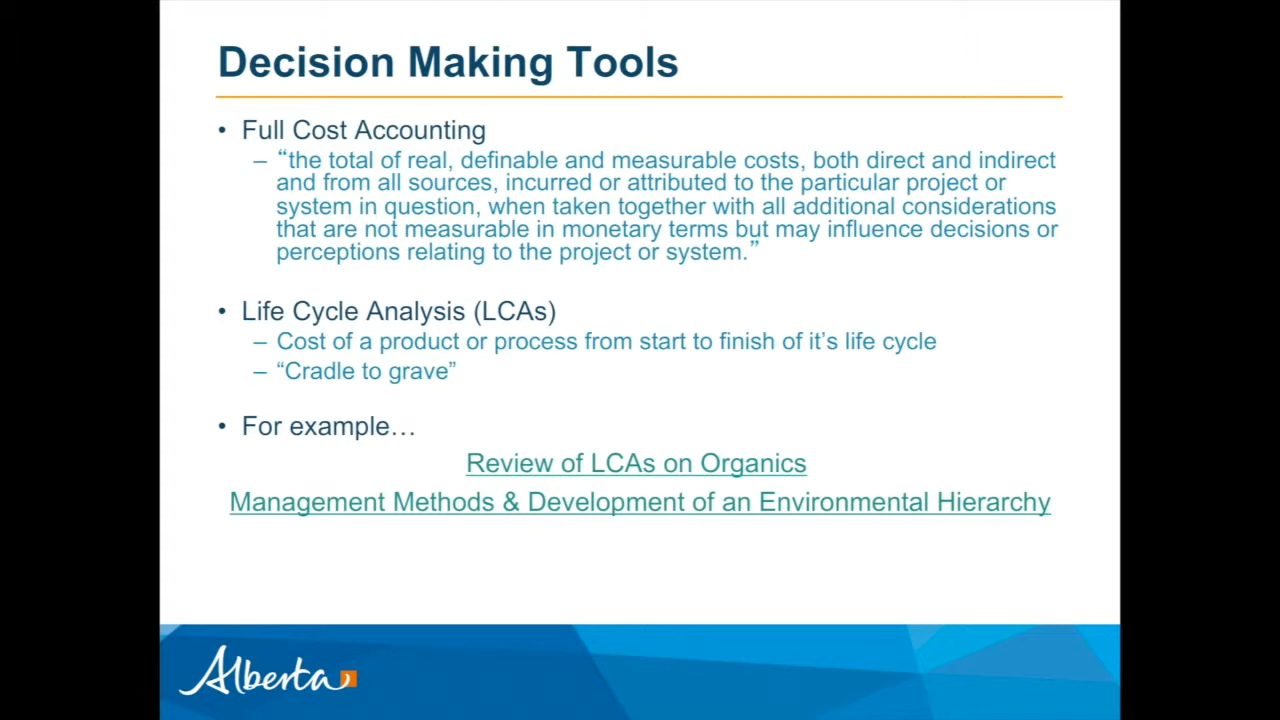 Decision Making Tools
• Full Cost Accounting
– “the total of real, definable and measurable costs, both direct and indirect
and from all sources, incurred or attributed to the particular project or
system in question, when taken together with all additional considerations
that are not measurable in monetary terms but may influence decisions or
perceptions relating to the project or system.”
• Life Cycle Analysis (LCAs)
– Cost of a product or process from start to finish of it’s life cycle
– “Cradle to grave”
• For example…
Review of LCAs on Organics
Management Methods & Development of an Environmental Hierarchy
Alberta